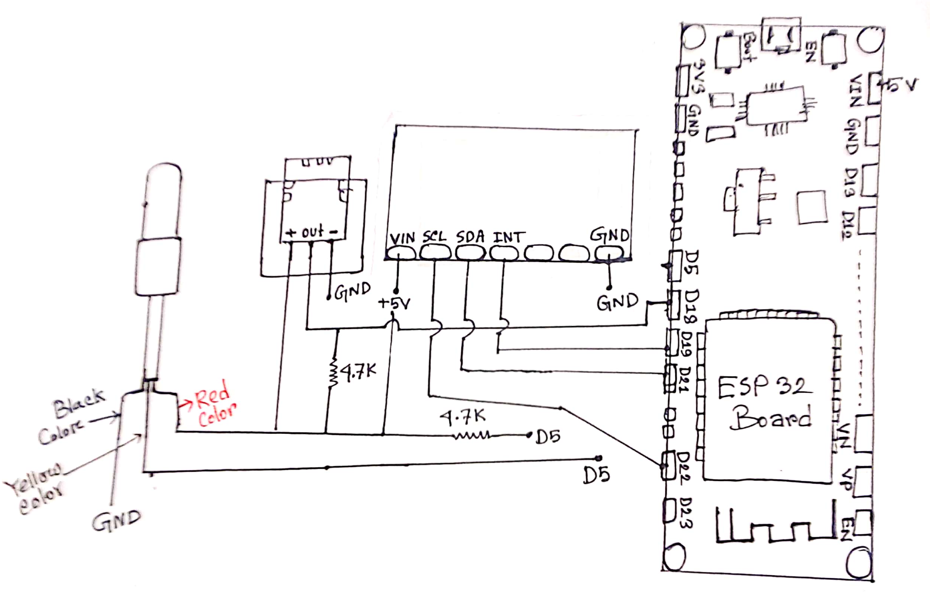 Boot
EN
3V3
GND
VIN
+5V
GND
D13
D12
+ out -
GND
VIN SCL SDA INT GND
+5V
GND
D5
D18
D19
D21
D22
D23
ESP 32
Board
VN
VP
EN
4.7K
4.7K
D5
D5
Red
Color
Black
Colore
Yellow
Color
GND